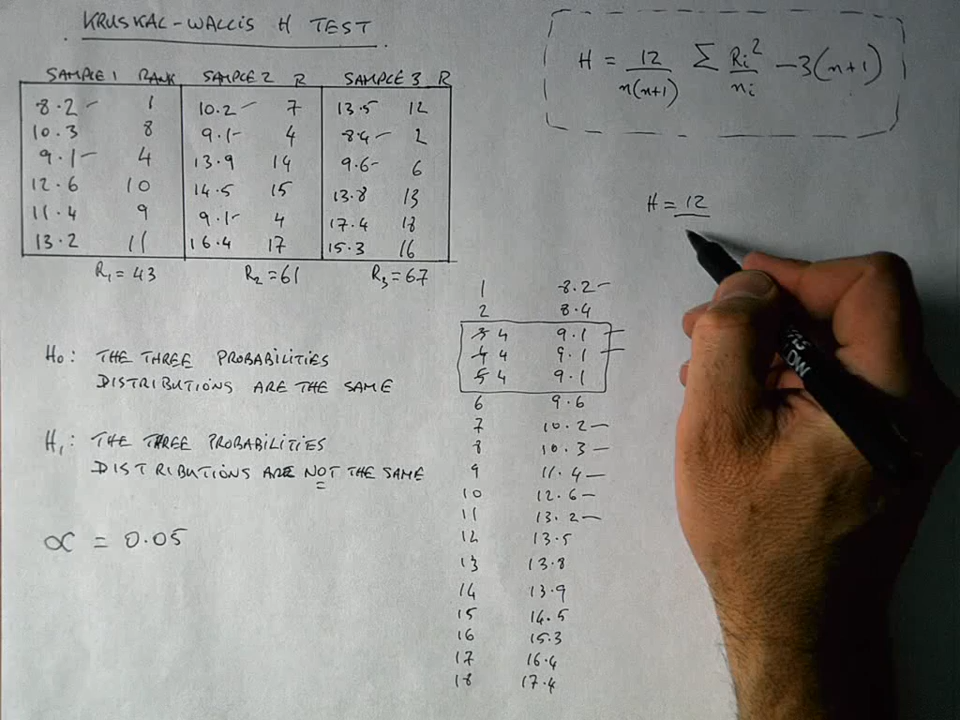 KRUSKAL-WALLIS H TEST
H = 12/n(n+1) Σ Ri²/ni - 3(n+1)
SAMPLE 1 RANK SAMPLE 2 R SAMPLE 3 R
8.2 - 1 10.2 - 7 13.5 12
10.3 8 9.1 - 4 8.4 - 2
9.1 - 4 13.9 14 9.6 - 6
12.6 10 14.5 15 13.8 13
11.4 9 9.1 - 4 17.4 18
13.2 11 16.4 17 15.3 16
R1 = 43 R2 = 61 R3 = 67
H = 12
1 8.2 -
2 8.4
3 4 9.1 -
4 4 9.1 -
5 4 9.1
6 9.6
7 10.2 -
8 10.3 -
9 11.4 -
10 12.6 -
11 13.2 -
12 13.5
13 13.8
14 13.9
15 14.5
16 15.3
17 16.4
18 17.4
H0: THE THREE PROBABILITIES
DISTRIBUTIONS ARE THE SAME
H1: THE THREE PROBABILITIES
DISTRIBUTIONS ARE NOT THE SAME
∝ = 0.05